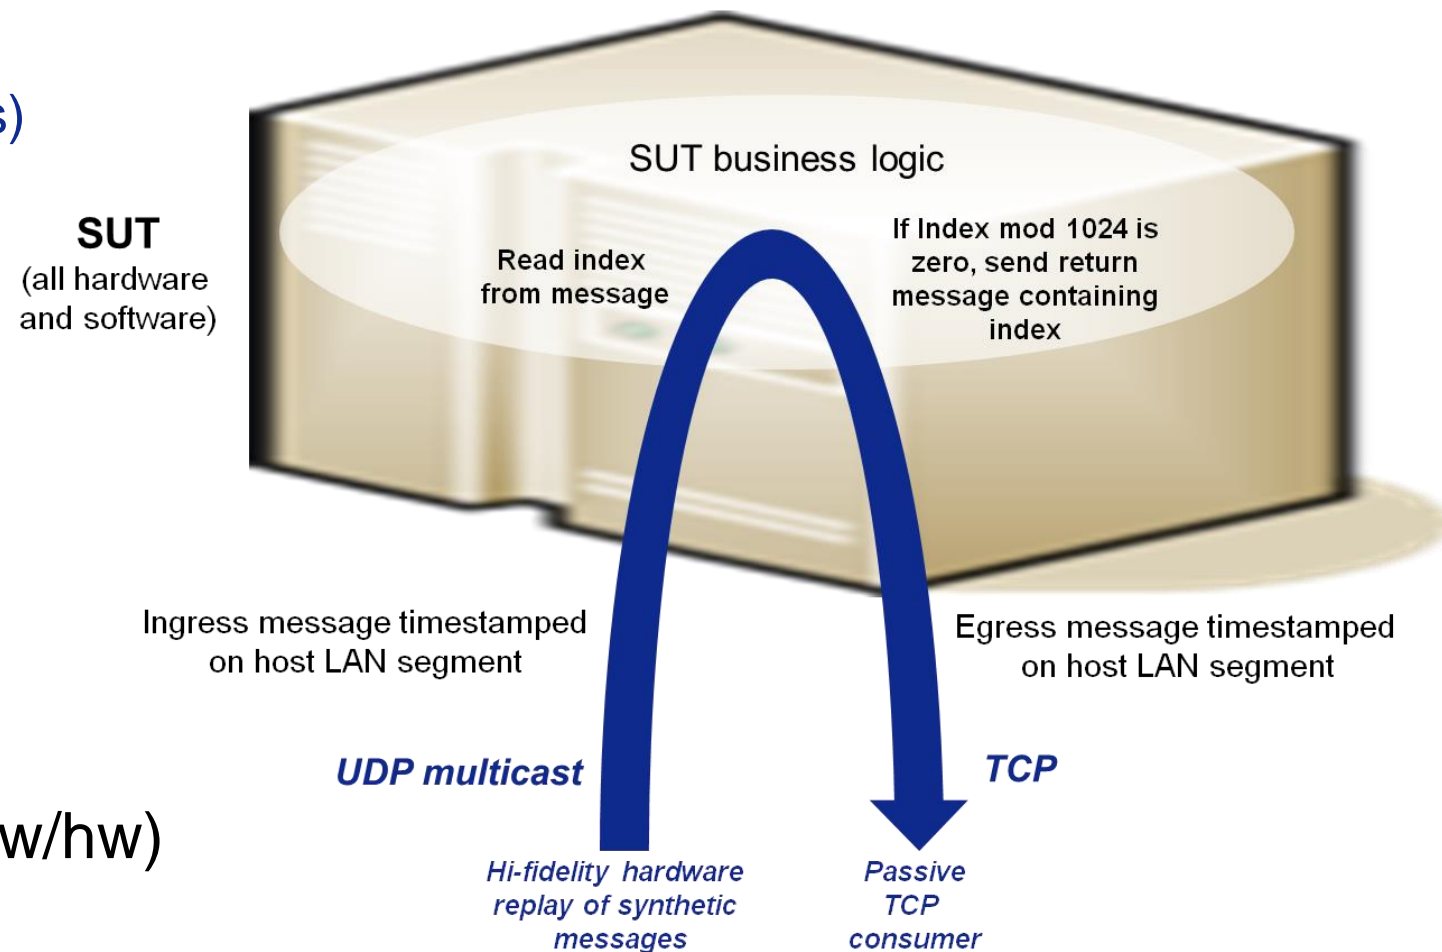 s)
SUT business logic
SUT
(all hardware
and software)
Read index
from message
If Index mod 1024 is
zero, send return
message containing
index
Ingress message timestamped
on host LAN segment
Egress message timestamped
on host LAN segment
UDP multicast
TCP
w/hw)
Hi-fidelity hardware
replay of synthetic
messages
Passive
TCP
consumer